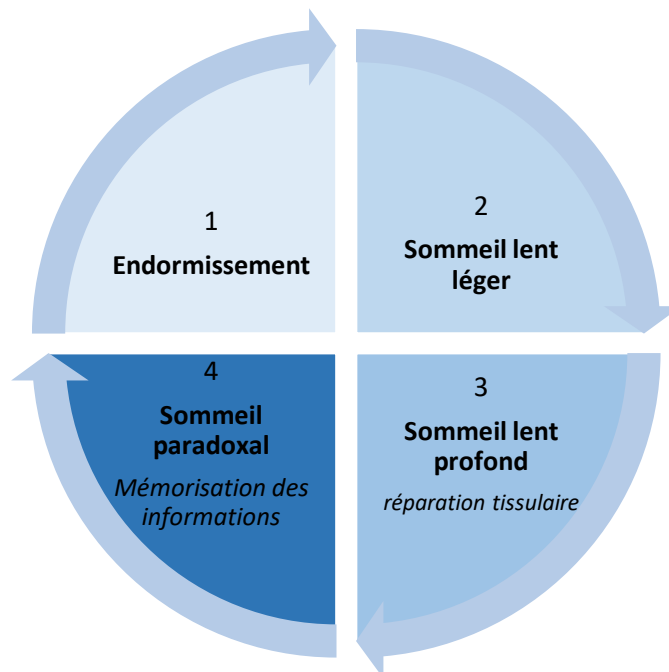 1
Endormissement
2
Sommeil lent
léger
3
Sommeil lent
profond
réparation tissulaire
4
Sommeil
paradoxal
Mémorisation des
informations